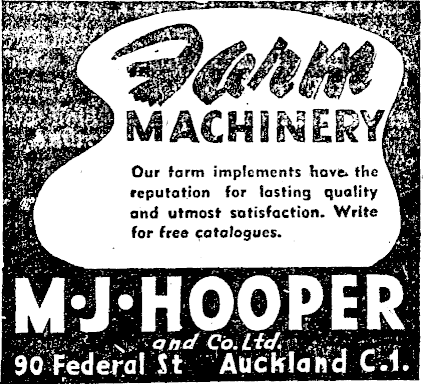 Farm
MACHINERY
Our farm implements have the
reputation for lasting quality
and utmost satisfaction. Write
for free catalogues.
M·J·HOOPER
and Co. Ltd.
90 Federal St Auckland C.1.